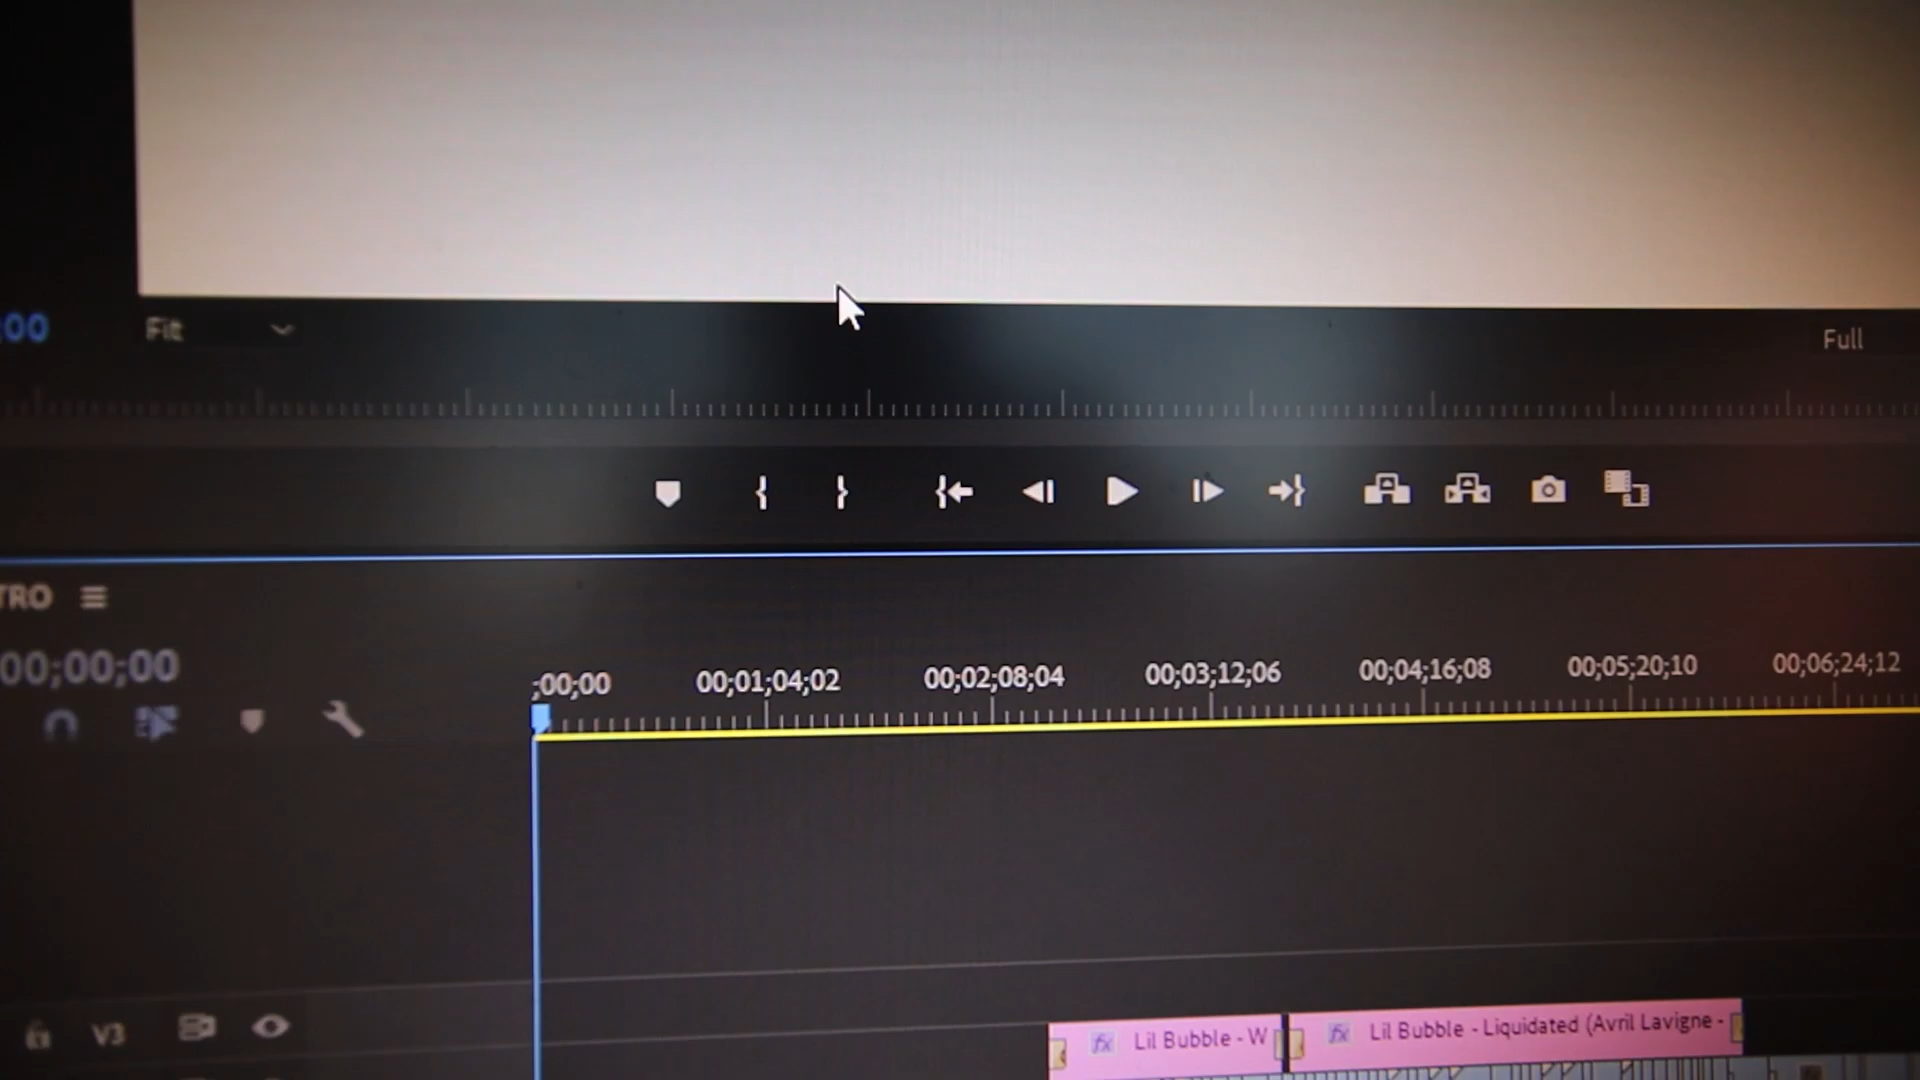 :00
Fit
Full
TRO
00;00;00
;00;00
00;01;04;02
00;02;08;04
00;03;12;06
00;04;16;08
00;05;20;10
00;06;24;12
V3
fx Lil Bubble - W
fx Lil Bubble - Liquidated (Avril Lavigne -